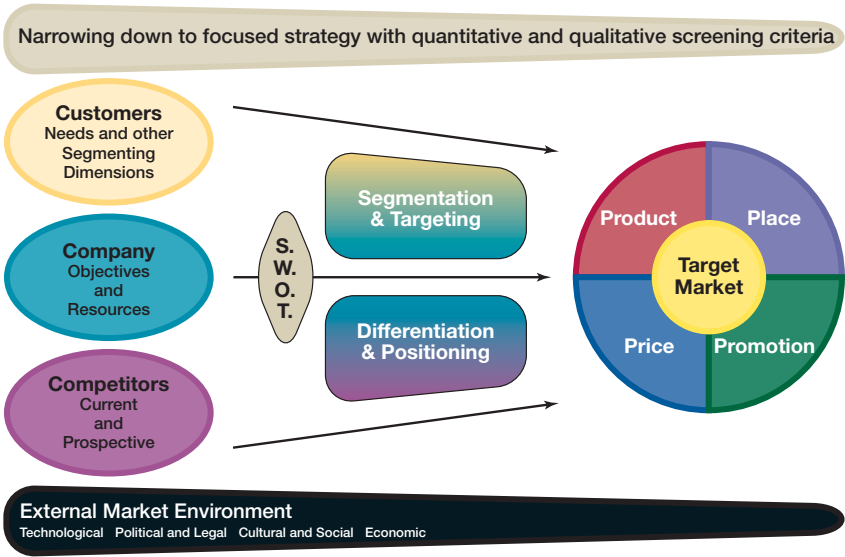 Narrowing down to focused strategy with quantitative and qualitative screening criteria
Customers
Needs and other
Segmenting
Dimensions
Company
Objectives
and
Resources
Competitors
Current
and
Prospective
S.
W.
O.
T.
Segmentation
& Targeting
Differentiation
& Positioning
Product
Place
Target
Market
Price
Promotion
External Market Environment
Technological Political and Legal Cultural and Social Economic